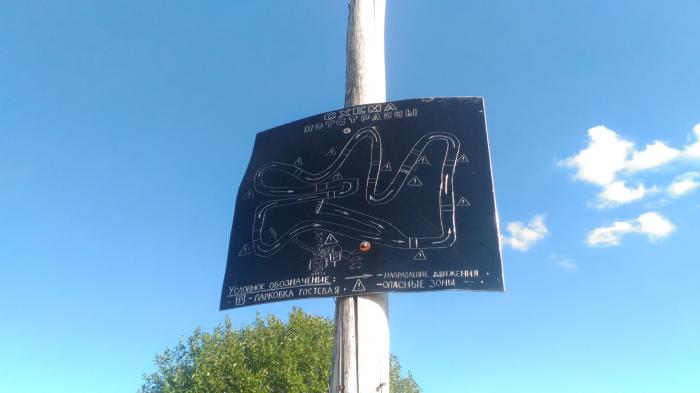 СХЕМА
МОТОТРАССЫ
УСЛОВНОЕ ОБОЗНАЧЕНИЕ:
→ - НАПРАВЛЕНИЕ ДВИЖЕНИЯ
P - ПАРКОВКА ГОСТЕВАЯ.
⚠ - ОПАСНЫЕ ЗОНЫ